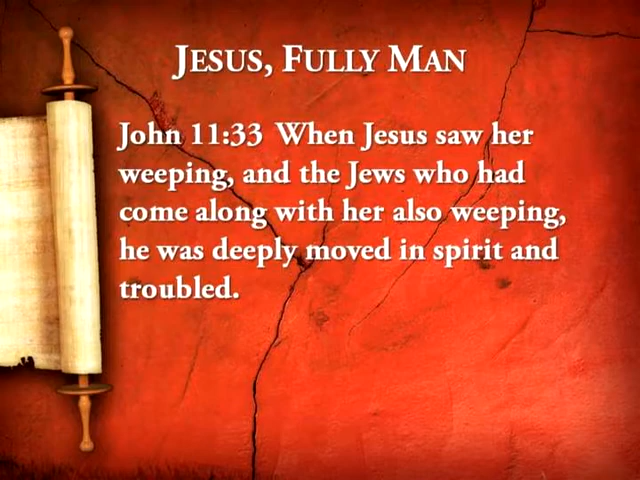 JESUS, FULLY MAN
John 11:33 When Jesus saw her
weeping, and the Jews who had
come along with her also weeping,
he was deeply moved in spirit and
troubled.